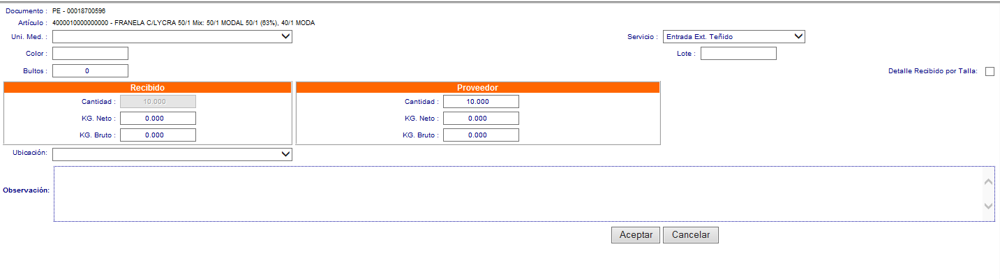 Documento : PE - 00018700596
Artículo : 4000010000000000 - FRANELA C/LYCRA 50/1 Mix: 50/1 MODAL 50/1 (63%), 40/1 MODA
Uni. Med. : Servicio : Entrada Ext. Teñido
Color : Lote :
Bultos : 0 Detalle Recibido por Talla:
Recibido Proveedor
Cantidad : 10.000 Cantidad : 10.000
KG. Neto : 0.000 KG. Neto : 0.000
KG. Bruto : 0.000 KG. Bruto : 0.000
Ubicación:
Observación:
Aceptar Cancelar